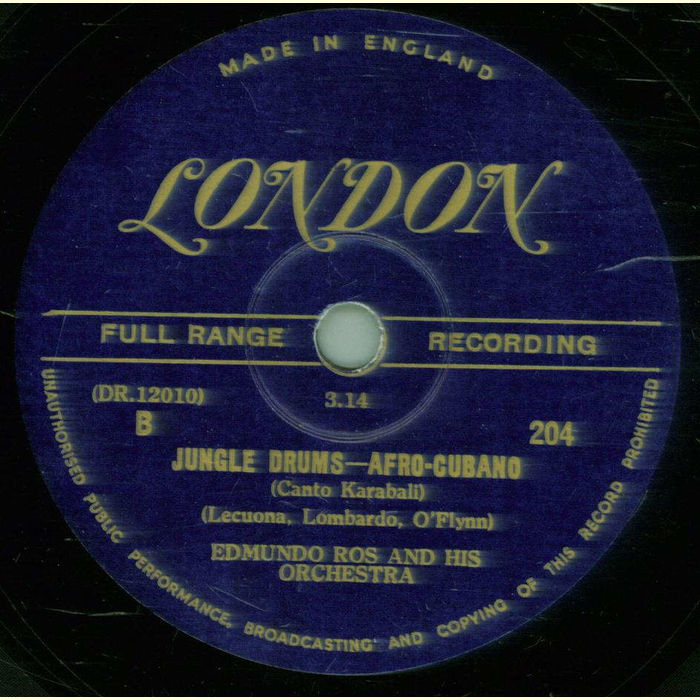 MADE IN ENGLAND
LONDON
FULL RANGE RECORDING
(DR.12010) 3.14
B 204
JUNGLE DRUMS—AFRO-CUBANO
(Canto Karabali)
(Lecuona, Lombardo, O'Flynn)
EDMUNDO ROS AND HIS
ORCHESTRA
UNAUTHORISED PUBLIC PERFORMANCE, BROADCASTING AND COPYING OF THIS RECORD PROHIBITED